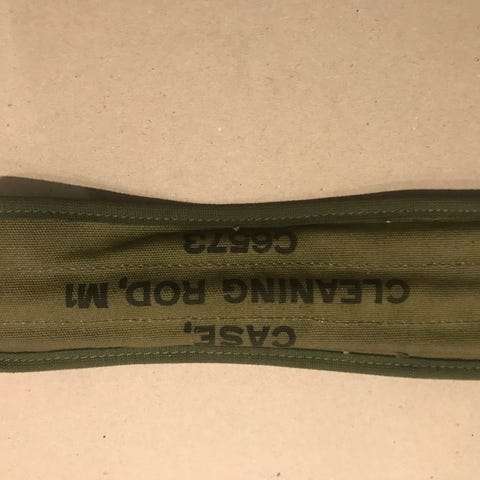 CASE,
CLEANING ROD, M1
C6573